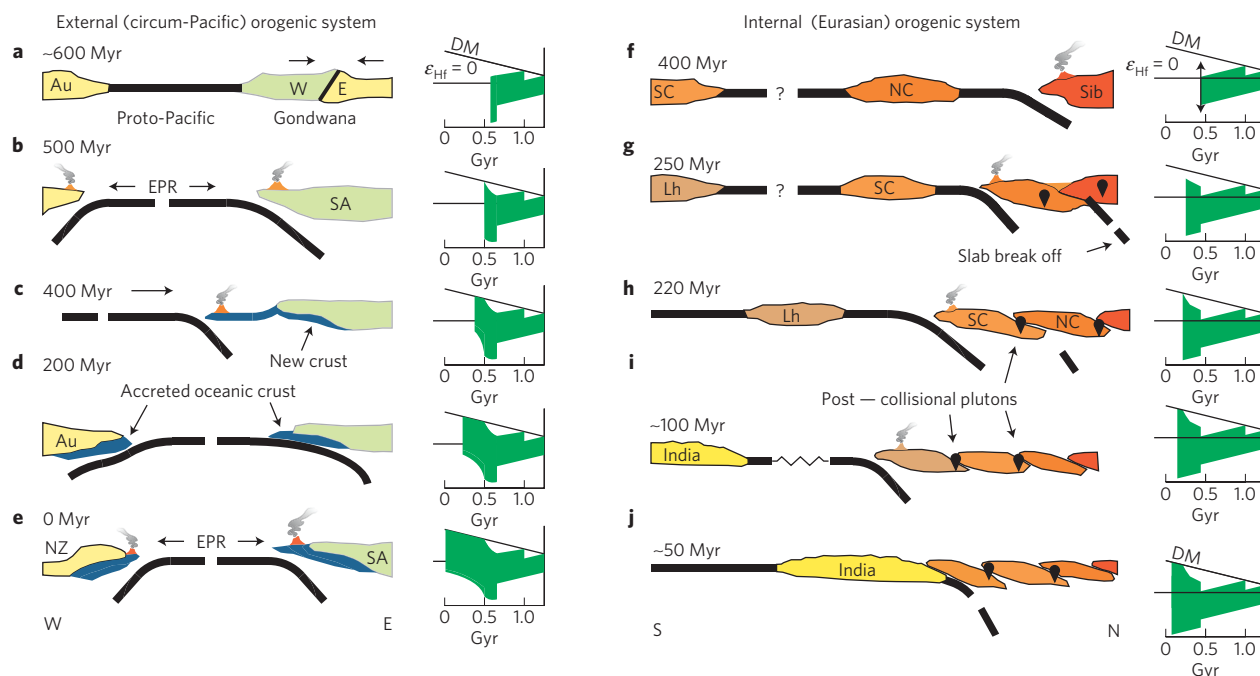 External (circum-Pacific) orogenic system
a
~600 Myr
Au
W
E
Proto-Pacific
Gondwana
DM
εHf = 0
0 0.5 1.0
Gyr
b
500 Myr
EPR
SA
0 0.5 1.0
Gyr
c
400 Myr
New crust
0 0.5 1.0
Gyr
d
200 Myr
Accreted oceanic crust
Au
0 0.5 1.0
Gyr
e
0 Myr
NZ
EPR
SA
W
E
0 0.5 1.0
Gyr
Internal (Eurasian) orogenic system
f
400 Myr
SC
?
NC
Sib
DM
εHf = 0
0 0.5 1.0
Gyr
g
250 Myr
Lh
?
SC
Slab break off
0 0.5 1.0
Gyr
h
220 Myr
Lh
SC
NC
0 0.5 1.0
Gyr
i
Post — collisional plutons
~100 Myr
India
0 0.5 1.0
Gyr
j
~50 Myr
India
S
N
DM
0 0.5 1.0
Gyr